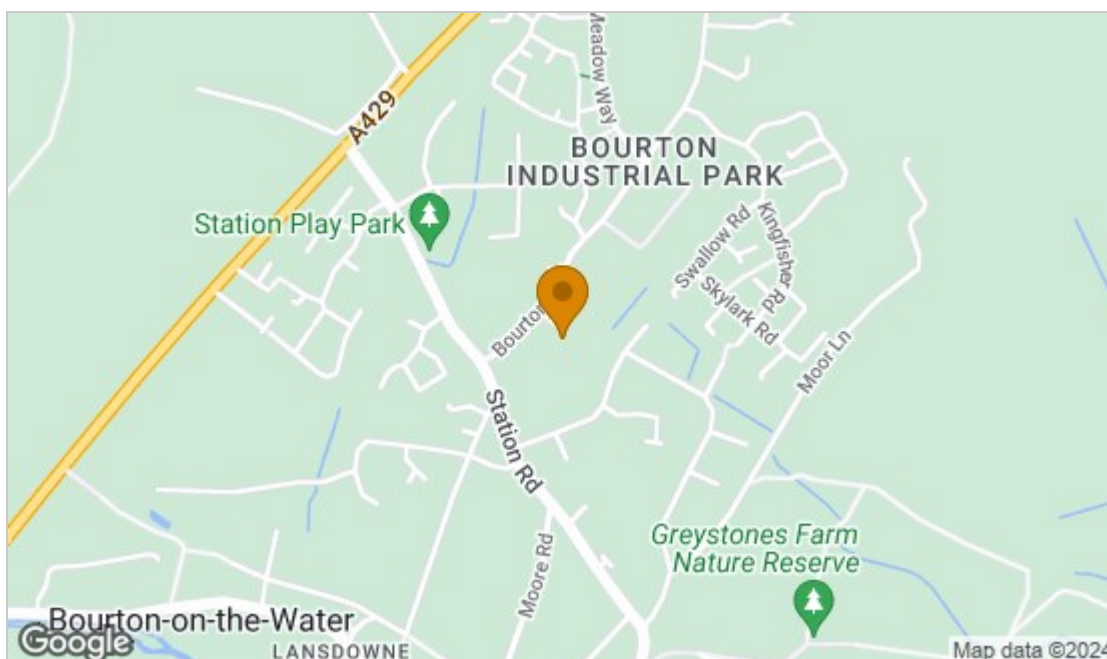 Meadow Way
A429
BOURTON
INDUSTRIAL PARK
Station Play Park
Swallow Rd
Kingfisher Rd
Skylark Rd
Bourton
Moor Ln
Station Rd
Greystones Farm
Nature Reserve
Moore Rd
Bourton-on-the-Water
Google
LANSDOWNE
Map data ©2024